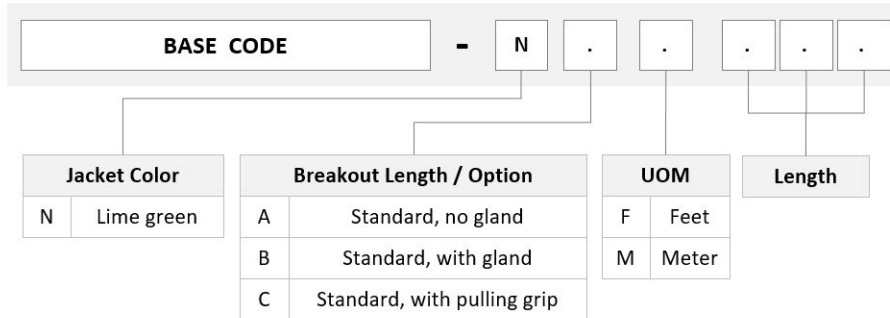 BASE CODE - N . . . . .
Jacket Color
N Lime green
Breakout Length / Option
A Standard, no gland
B Standard, with gland
C Standard, with pulling grip
UOM
F Feet
M Meter
Length